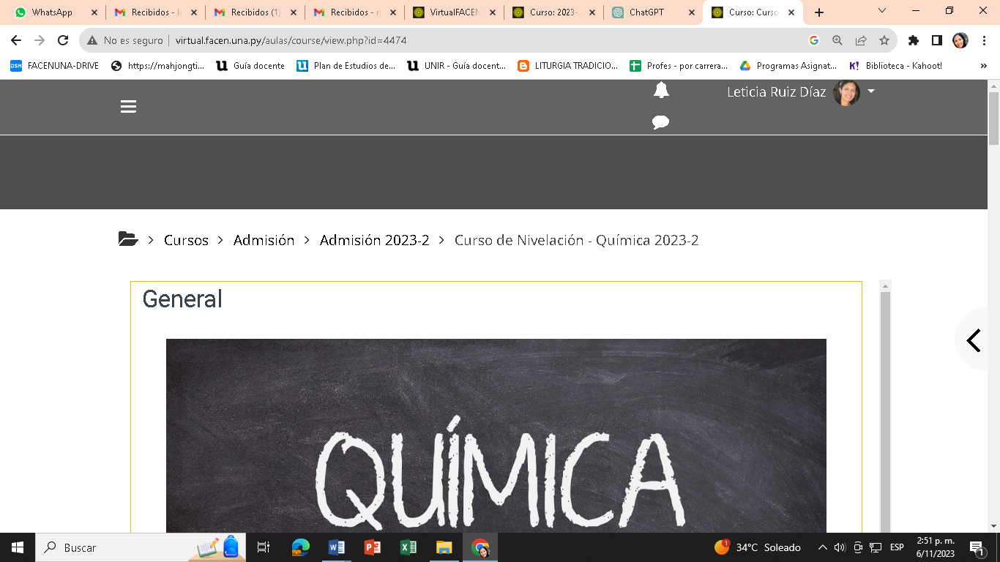 WhatsApp
Recibidos - l
Recibidos (1)
Recibidos - n
VirtualFACEN
Curso: 2023-
ChatGPT
Curso: Curso
No es seguro
virtual.facen.una.py/aulas/course/view.php?id=4474
DSM FACENUNA-DRIVE
https://mahjongti...
Guía docente
Plan de Estudios de...
UNIR - Guía docent...
LITURGIA TRADICIO...
Profes - por carrera...
Programas Asignat...
K! Biblioteca - Kahoot!
»
Leticia Ruiz Díaz
Cursos > Admisión > Admisión 2023-2 > Curso de Nivelación - Química 2023-2
General
QUÍMICA
Buscar
34°C Soleado
ESP
2:51 p. m.
6/11/2023